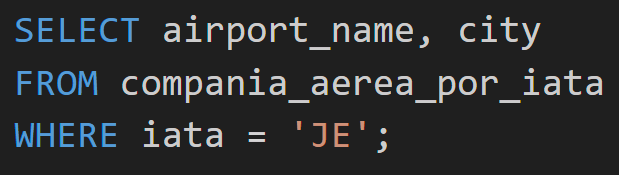 SELECT airport_name, city
FROM compania_aerea_por_iata
WHERE iata = 'JE';